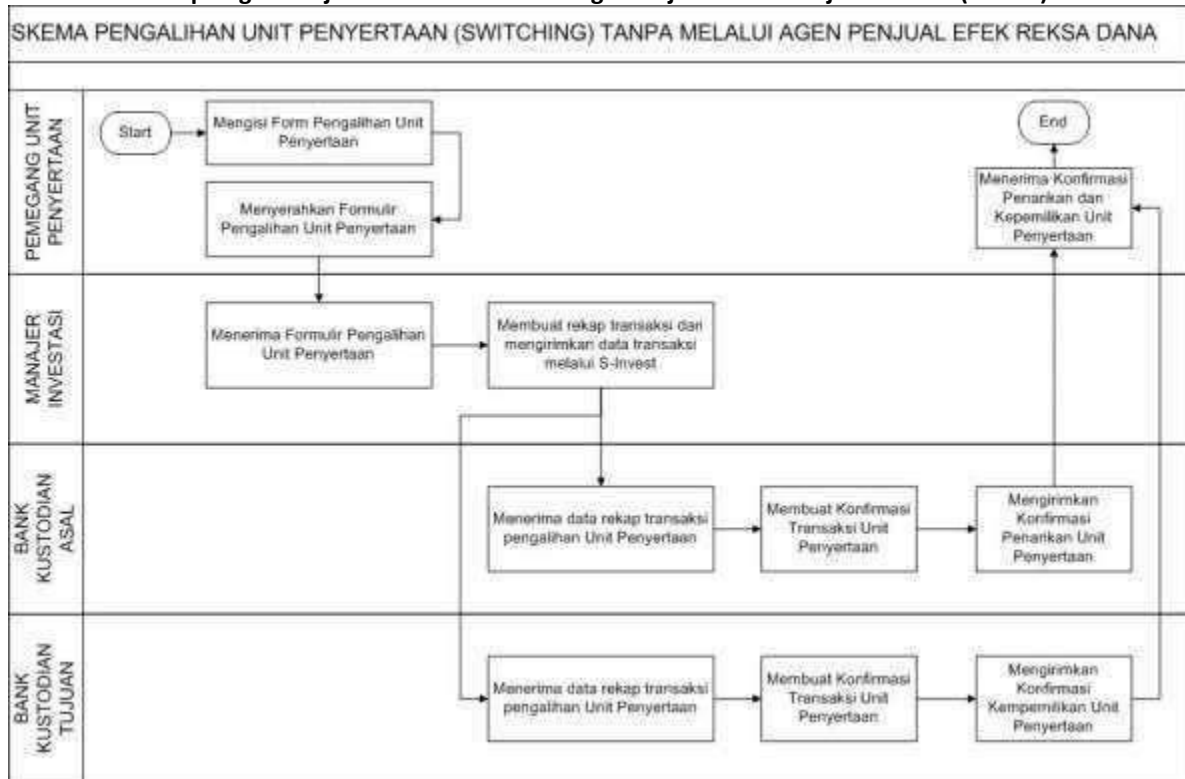 SKEMA PENGALIHAN UNIT PENYERTAAN (SWITCHING) TANPA MELALUI AGEN PENJUAL EFEK REKSA DANA
PEMEGANG UNIT
PENYERTAAN
Start
Mengisi Form Pengalihan Unit
Penyertaan
Menyerahkan Formulir
Pengalihan Unit Penyertaan
End
Menerima Konfirmasi
Penarikan dan
Kepemilikan Unit
Penyertaan
MANAJER
INVESTASI
Menerima Formulir Pengalihan
Unit Penyertaan
Membuat rekap transaksi dan
mengirimkan data transaksi
melalui S-Invest
BANK
KUSTODIAN
ASAL
Menerima data rekap transaksi
pengalihan Unit Penyertaan
Membuat Konfirmasi
Transaksi Unit
Penyertaan
Mengirimkan
Konfirmasi
Penarikan Unit
Penyertaan
BANK
KUSTODIAN
TUJUAN
Menerima data rekap transaksi
pengalihan Unit Penyertaan
Membuat Konfirmasi
Transaksi Unit
Penyertaan
Mengirimkan
Konfirmasi
Kempemilikan Unit
Penyertaan